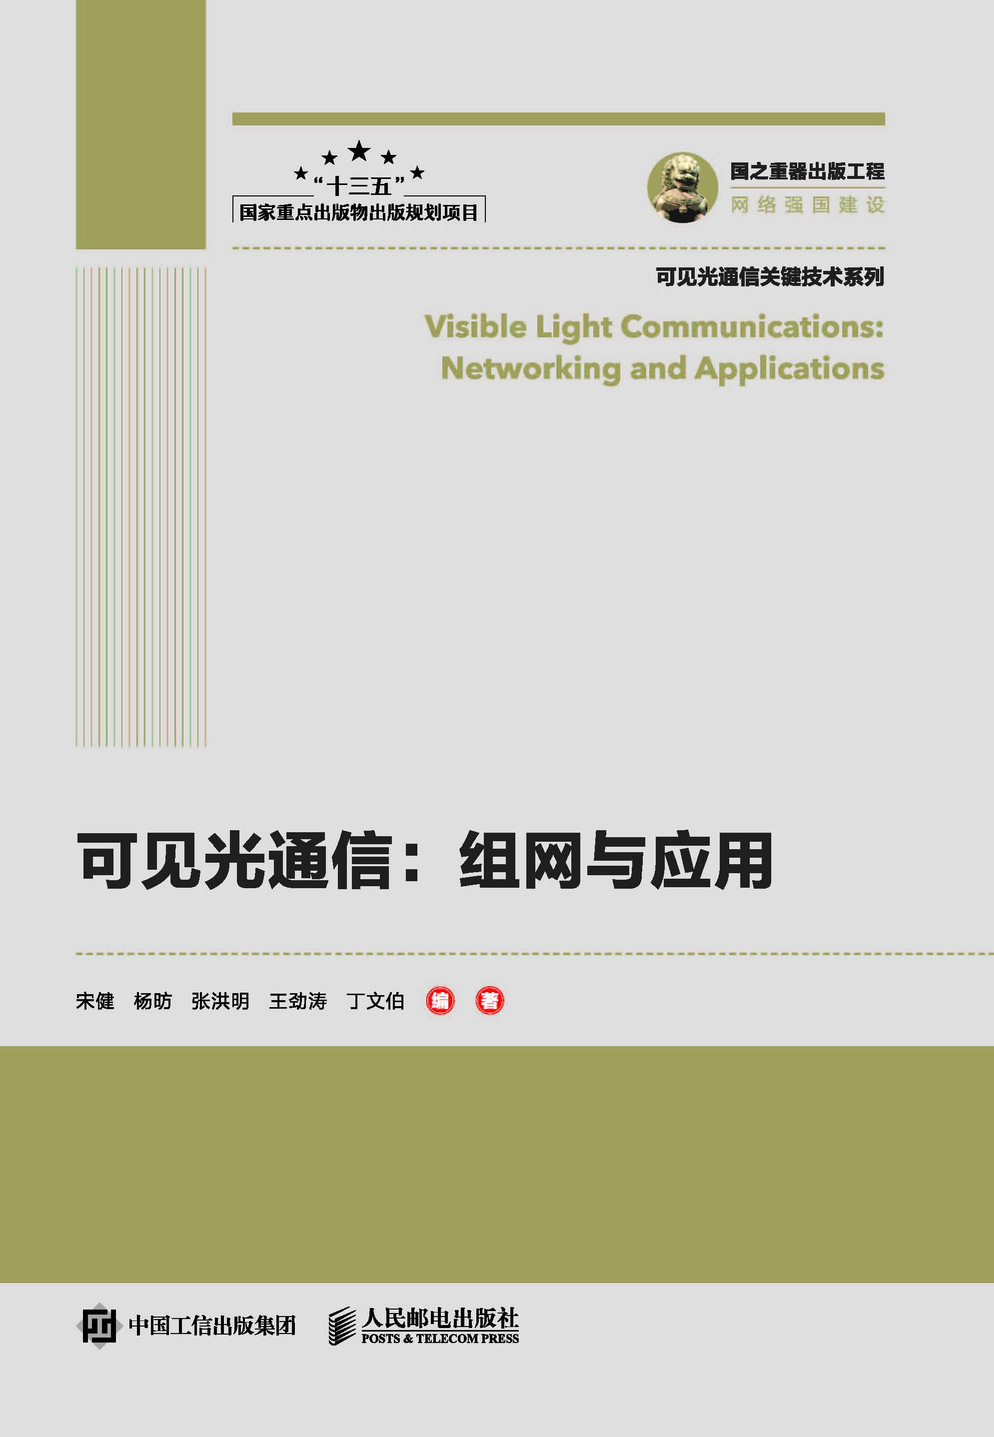 “十三五”
国家重点出版物出版规划项目
国之重器出版工程
网络强国建设
可见光通信关键技术系列
Visible Light Communications:
Networking and Applications
可见光通信：组网与应用
宋健 杨昉 张洪明 王劲涛 丁文伯 编 著
中国工信出版集团
人民邮电出版社
POSTS & TELECOM PRESS